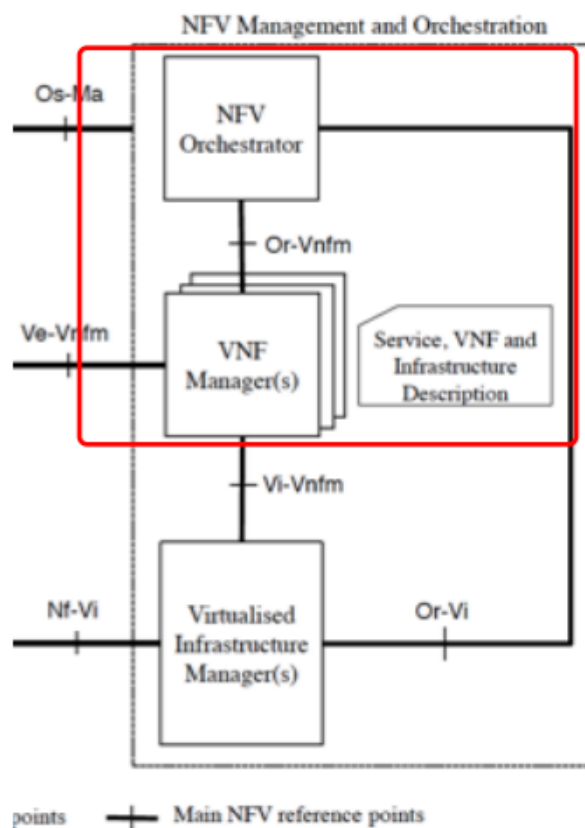 NFV Management and Orchestration
Os-Ma
NFV
Orchestrator
Or-Vnfm
Ve-Vnfm
VNF
Manager(s)
Service, VNF and
Infrastructure
Description
Vi-Vnfm
Nf-Vi
Virtualised
Infrastructure
Manager(s)
Or-Vi
points
Main NFV reference points